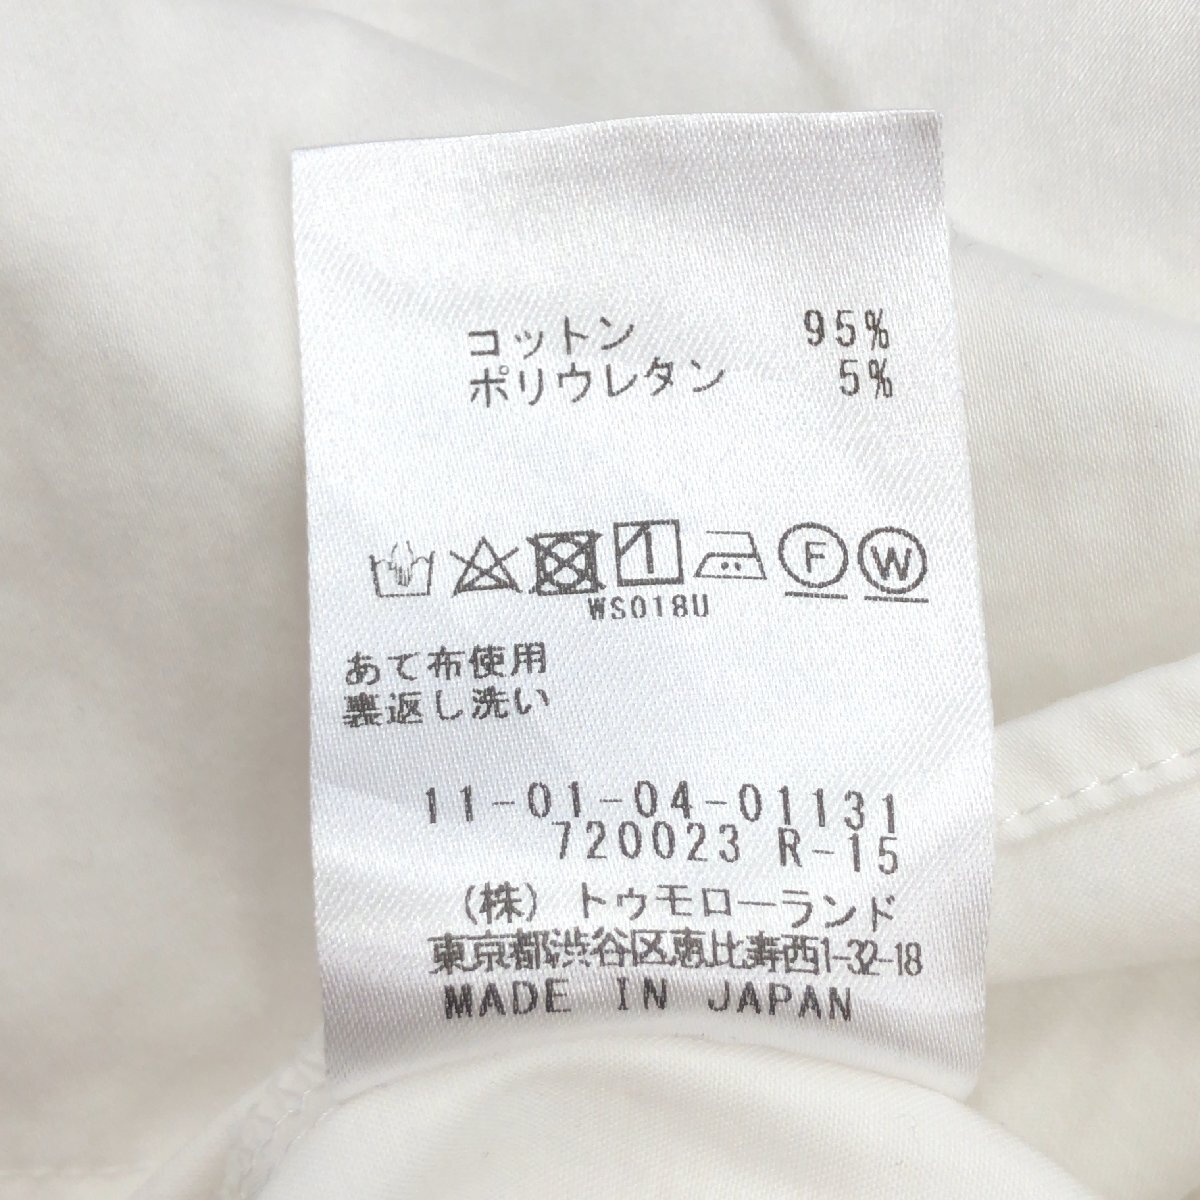 コットン 95%
ポリウレタン 5%
F W
WS018U
あて布使用
裏返し洗い
11-01-04-01131
720023 R-15
(株) トゥモローランド
東京都渋谷区恵比寿西1-32-18
MADE IN JAPAN